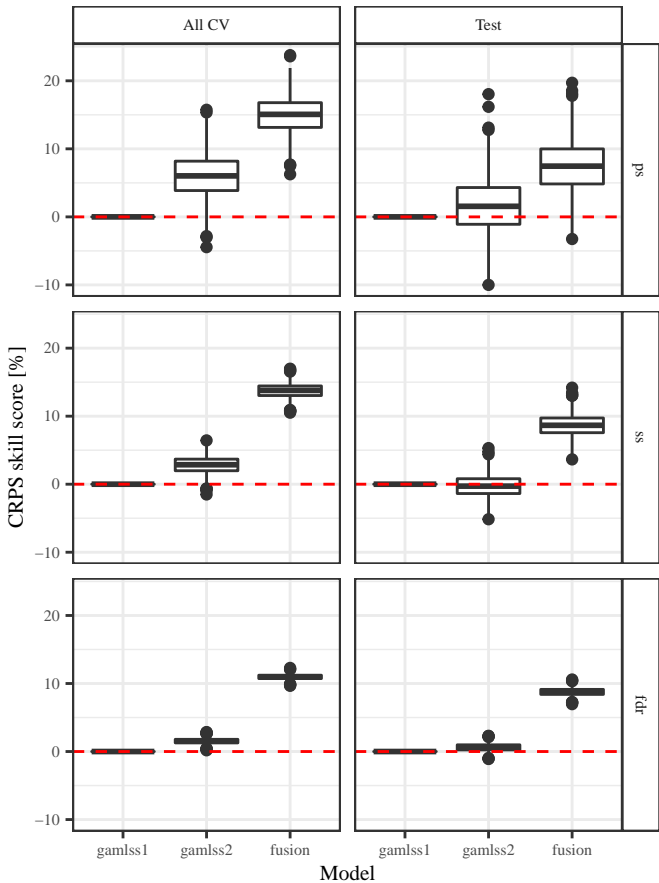 All CV
Test
CRPS skill score [%]
20
10
0
−10
ps
20
10
0
−10
ss
20
10
0
−10
fdr
gamlss1
gamlss2
fusion
gamlss1
gamlss2
fusion
Model